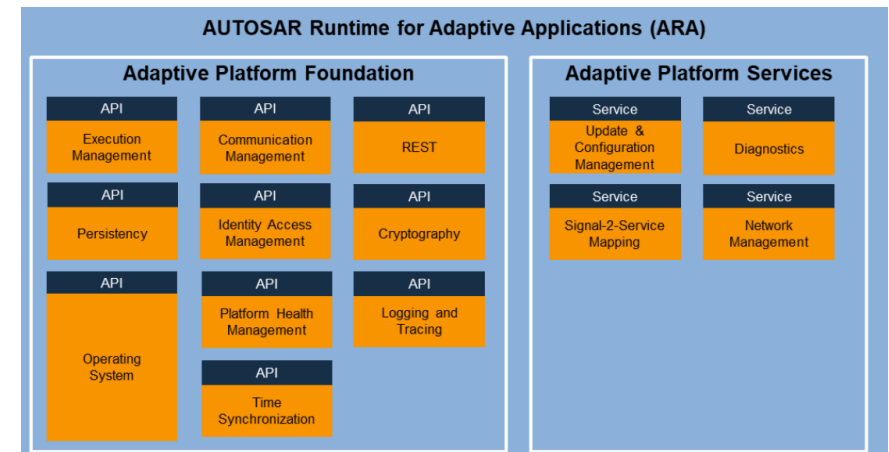 AUTOSAR Runtime for Adaptive Applications (ARA)
Adaptive Platform Foundation
API
Execution
Management
API
Communication
Management
API
REST
API
Persistency
API
Identity Access
Management
API
Cryptography
API
Operating
System
API
Platform Health
Management
API
Logging and
Tracing
API
Time
Synchronization
Adaptive Platform Services
Service
Update &
Configuration
Management
Service
Diagnostics
Service
Signal-2-Service
Mapping
Service
Network
Management